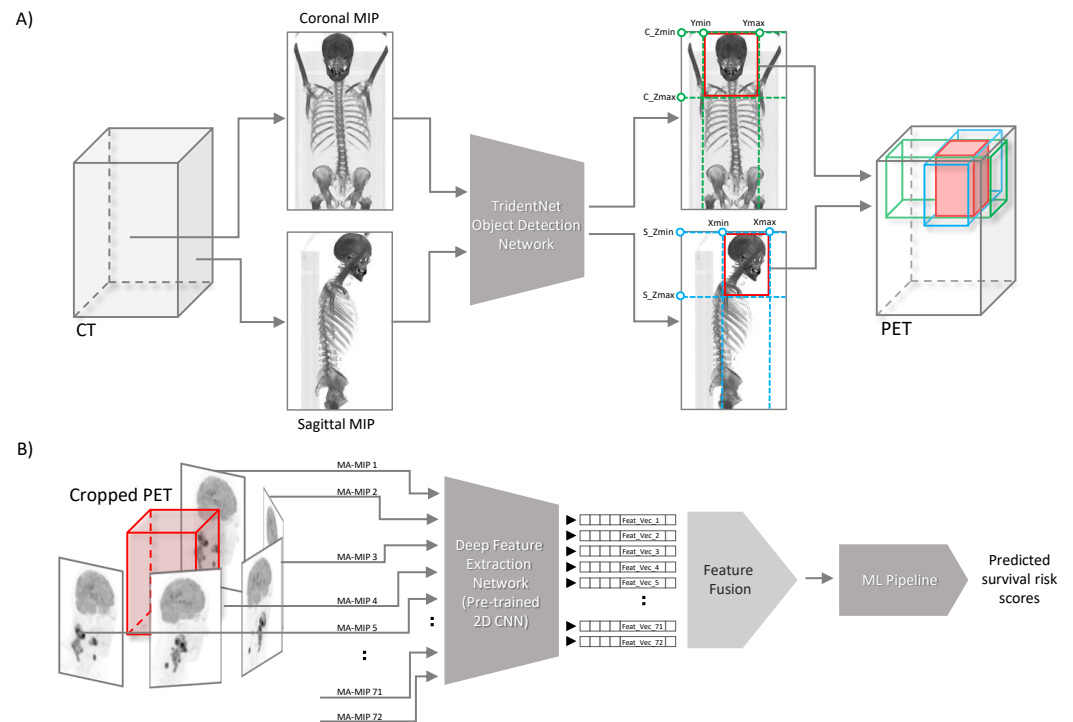 A)
Coronal MIP
Ymin
Ymax
C_Zmin
C_Zmax
CT
TridentNet
Object Detection
Network
Xmin
Xmax
S_Zmin
S_Zmax
PET
Sagittal MIP
B)
Cropped PET
MA-MIP 1
MA-MIP 2
MA-MIP 3
MA-MIP 4
MA-MIP 5
:
:
MA-MIP 71
MA-MIP 72
Deep Feature
Extraction
Network
(Pre-trained
2D CNN)
Feat_Vec_1
Feat_Vec_2
Feat_Vec_3
Feat_Vec_4
Feat_Vec_5
:
Feat_Vec_71
Feat_Vec_72
Feature
Fusion
ML Pipeline
Predicted
survival risk
scores